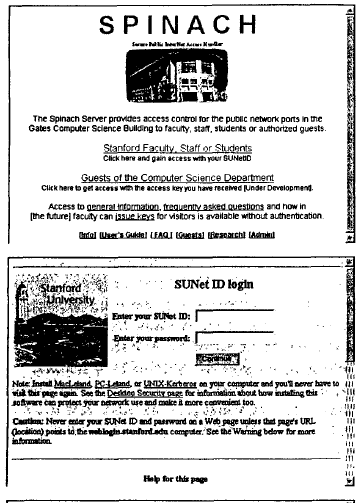 SPINACH
Secure Public InterNet ACcess Handler
The Spinach Server provides access control for the public network ports in the
Gates Computer Science Building to faculty, staff, students or authorized guests.
Stanford Faculty, Staff or Students
Click here and gain access with your SUNetID
Guests of the Computer Science Department
Click here to get access with the access key you have received [Under Development].
Access to general information, frequently asked questions and how in
[the future] faculty can issue keys for visitors is available without authentication.
[Info] [User's Guide] [FAQ] [Guests] [Research] [Admin]
Stanford
University
SUNet ID login
Enter your SUNet ID:
Enter your password:
Continue
Note: Install MacLeland, PC-Leland, or UNIX-Kerberos on your computer and you'll never have to
visit this page again. See the Desktop Security page for information about how installing this
software can protect your network use and make it more convenient too.
Caution: Never enter your SUNet ID and password on a Web page unless that page's URL
(location) points to the weblogin.stanford.edu computer. See the Warning below for more
information.
Help for this page